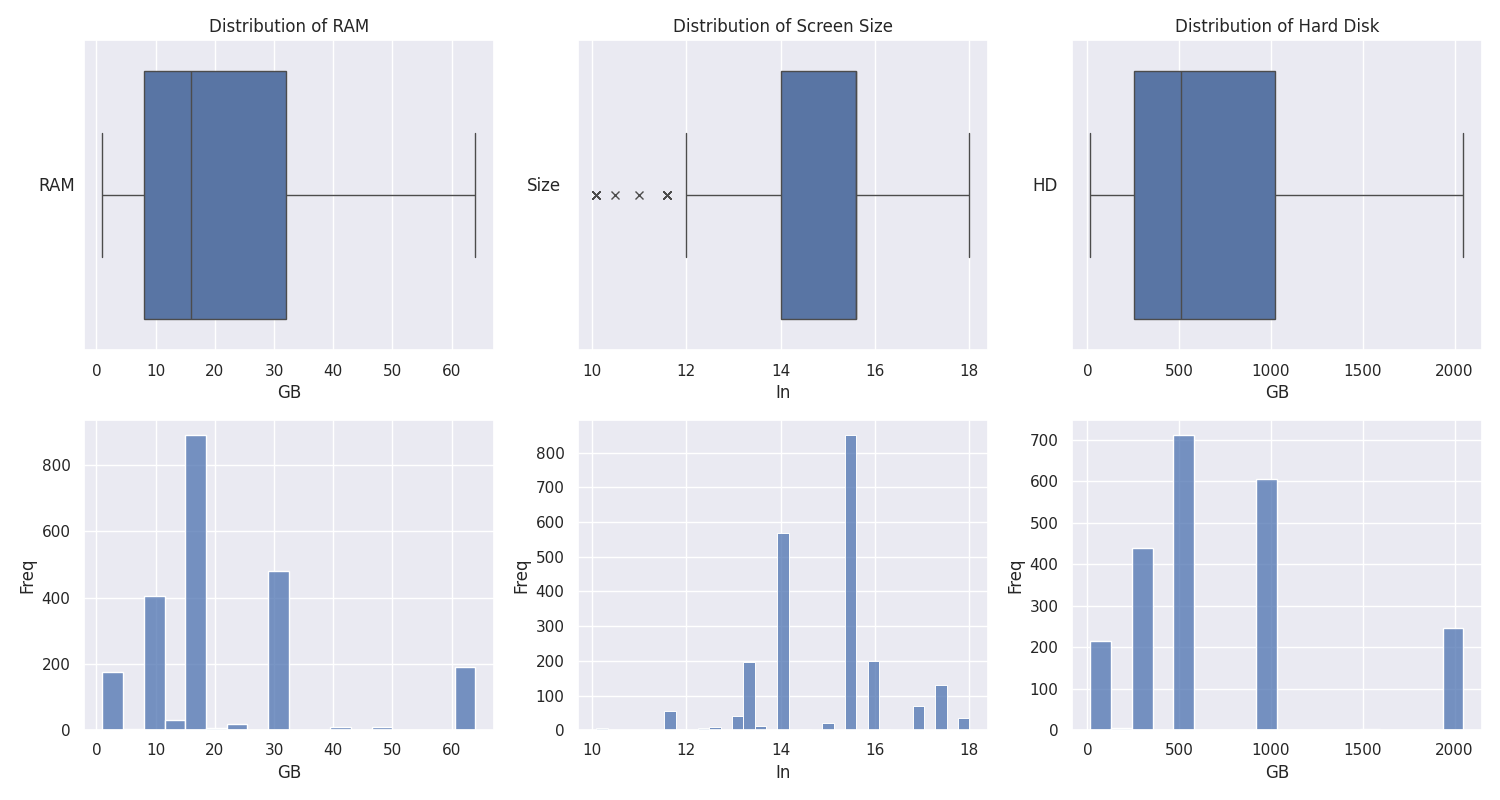 Distribution of RAM
RAM
0 10 20 30 40 50 60
GB
Distribution of Screen Size
Size
10 12 14 16 18
In
Distribution of Hard Disk
HD
0 500 1000 1500 2000
GB
Freq
800
600
400
200
0
0 10 20 30 40 50 60
GB
Freq
800
700
600
500
400
300
200
100
0
10 12 14 16 18
In
Freq
700
600
500
400
300
200
100
0
0 500 1000 1500 2000
GB